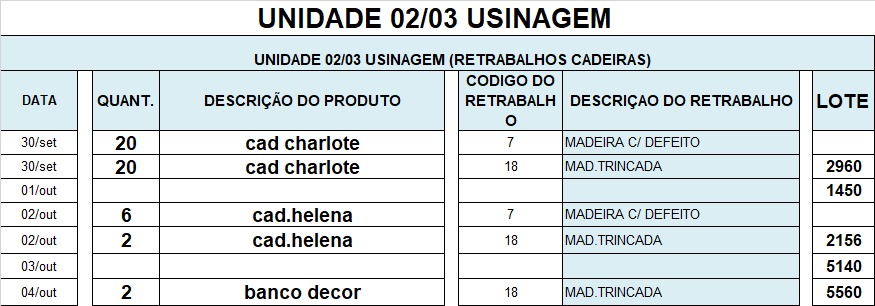 UNIDADE 02/03 USINAGEM
UNIDADE 02/03 USINAGEM (RETRABALHOS CADEIRAS)
DATA QUANT. DESCRIÇÃO DO PRODUTO CODIGO DO RETRABALHO DESCRIÇAO DO RETRABALHO LOTE
30/set 20 cad charlote 7 MADEIRA C/ DEFEITO
30/set 20 cad charlote 18 MAD.TRINCADA 2960
01/out 1450
02/out 6 cad.helena 7 MADEIRA C/ DEFEITO
02/out 2 cad.helena 18 MAD.TRINCADA 2156
03/out 5140
04/out 2 banco decor 18 MAD.TRINCADA 5560